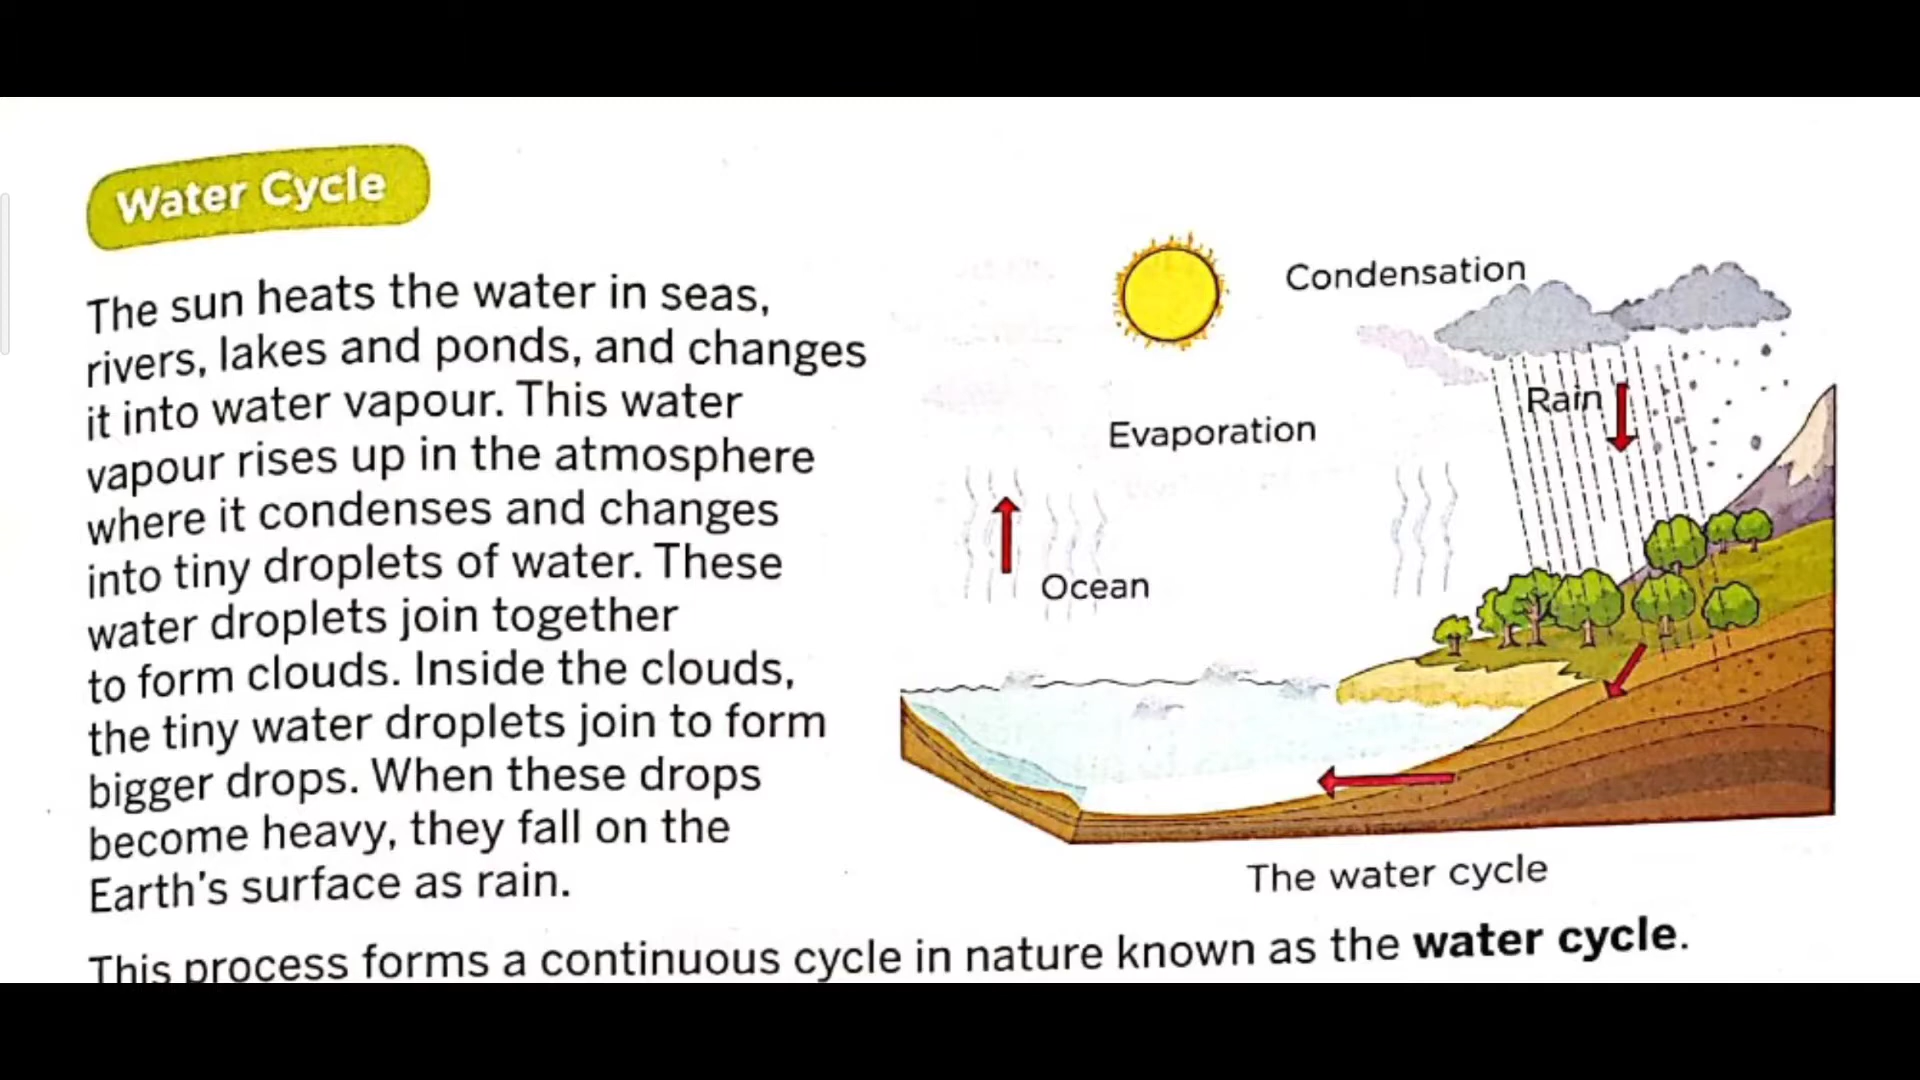 Water Cycle
The sun heats the water in seas,
rivers, lakes and ponds, and changes
it into water vapour. This water
vapour rises up in the atmosphere
where it condenses and changes
into tiny droplets of water. These
water droplets join together
to form clouds. Inside the clouds,
the tiny water droplets join to form
bigger drops. When these drops
become heavy, they fall on the
Earth's surface as rain.
Condensation
Rain
Evaporation
Ocean
The water cycle
This process forms a continuous cycle in nature known as the water cycle.